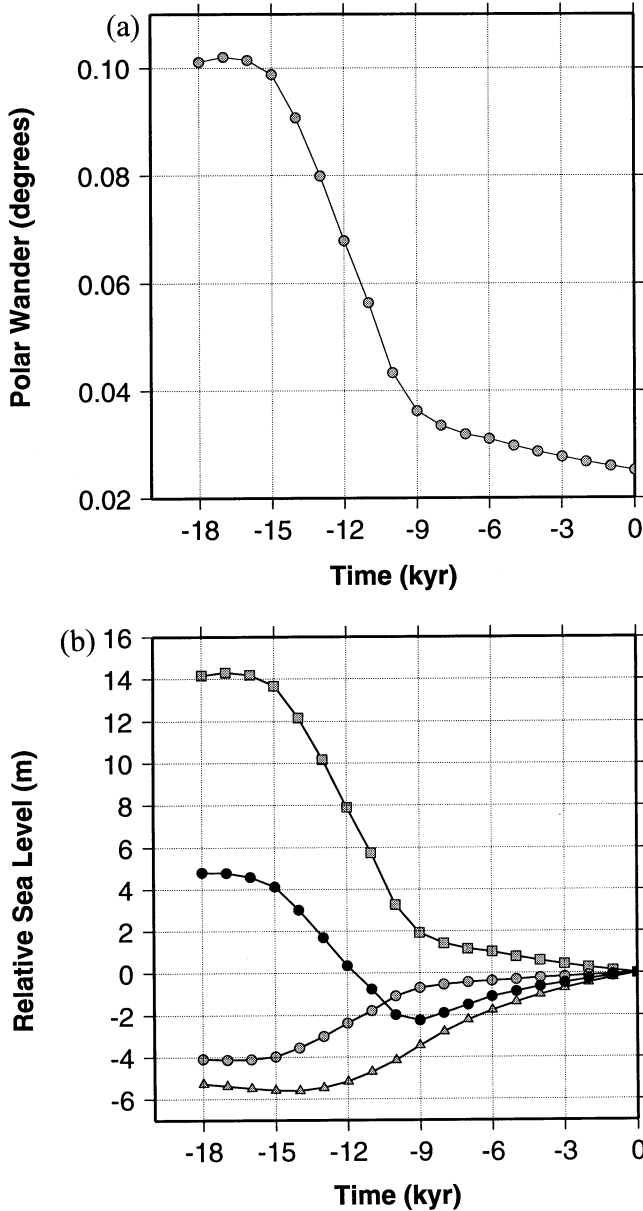 (a)
Polar Wander (degrees)
0.10
0.08
0.06
0.04
0.02
-18 -15 -12 -9 -6 -3 0
Time (kyr)
(b)
Relative Sea Level (m)
16
14
12
10
8
6
4
2
0
-2
-4
-6
-18 -15 -12 -9 -6 -3 0
Time (kyr)